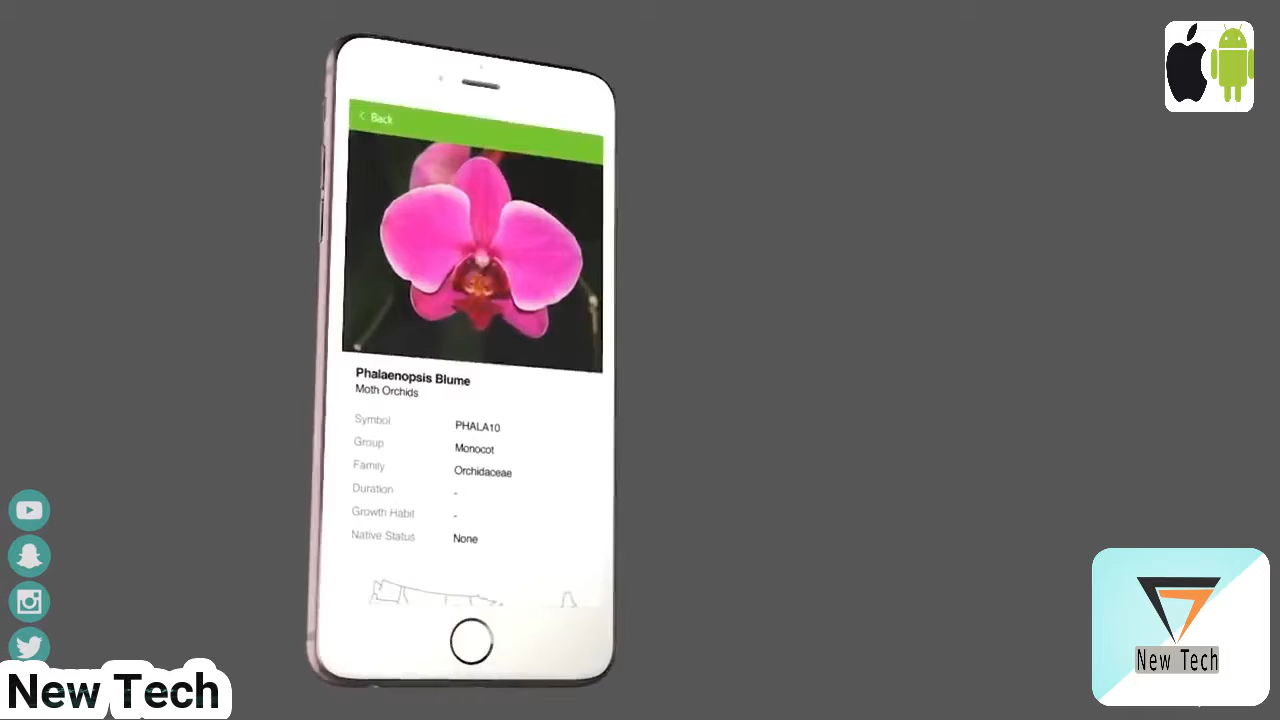 Back
Phalaenopsis Blume
Moth Orchids
Symbol PHALA10
Group Monocot
Family Orchidaceae
Duration -
Growth Habit -
Native Status None
New Tech
New Tech